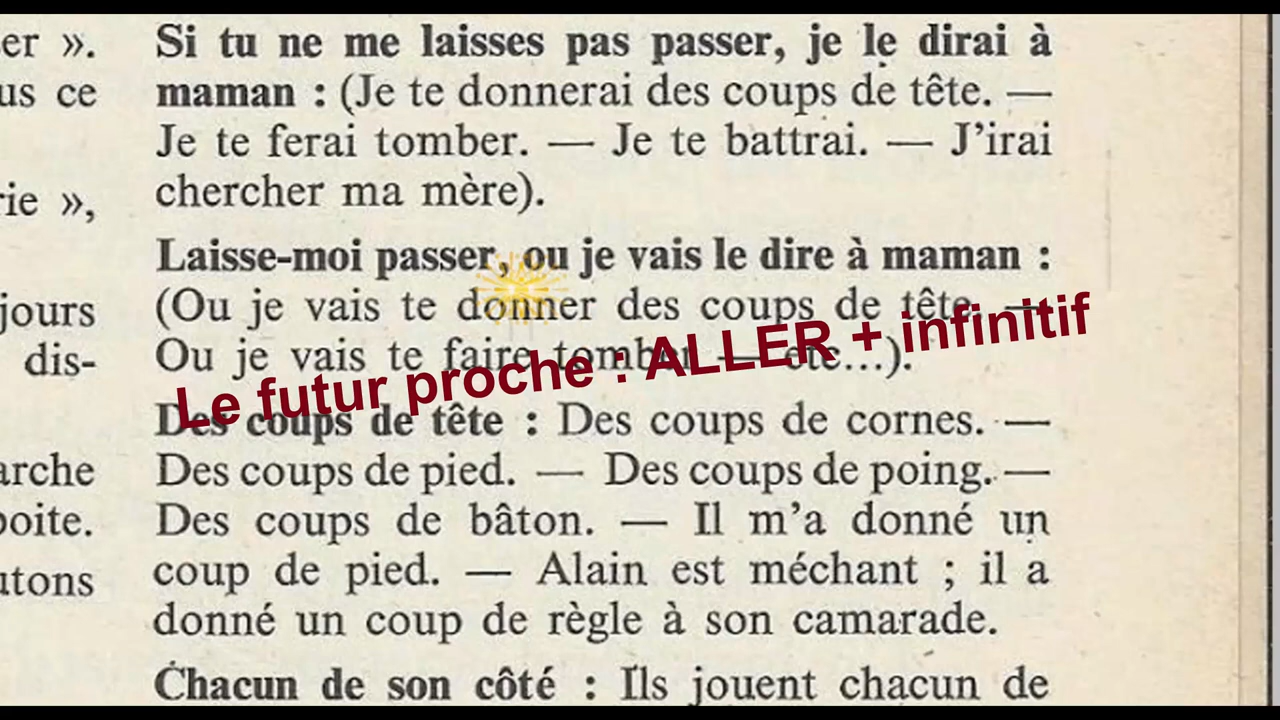 er ».
us ce
rie »,
jours
dis-
arche
boite.
utons
Si tu ne me laisses pas passer, je le dirai à
maman : (Je te donnerai des coups de tête. —
Je te ferai tomber. — Je te battrai. — J'irai
chercher ma mère).
Laisse-moi passer, ou je vais le dire à maman :
(Ou je vais te donner des coups de tête. —
Ou je vais te faire tomber — etc...).
Le futur proche : ALLER + infinitif
Des coups de tête : Des coups de cornes. —
Des coups de pied. — Des coups de poing. —
Des coups de bâton. — Il m'a donné un
coup de pied. — Alain est méchant ; il a
donné un coup de règle à son camarade.
Chacun de son côté : Ils jouent chacun de